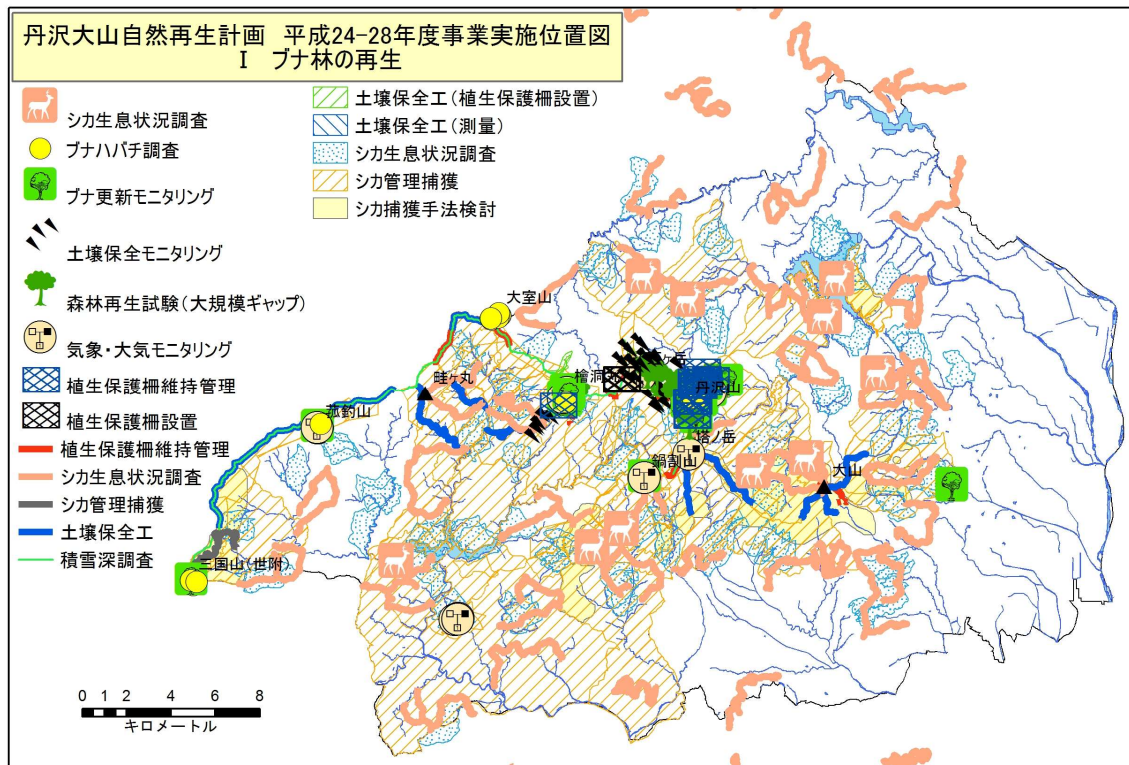 丹沢大山自然再生計画 平成24-28年度事業実施位置図
Ⅰ ブナ林の再生
シカ生息状況調査
ブナハバチ調査
ブナ更新モニタリング
土壌保全モニタリング
森林再生試験(大規模ギャップ)
気象・大気モニタリング
植生保護柵維持管理
植生保護柵設置
植生保護柵維持管理
シカ生息状況調査
シカ管理捕獲
土壌保全工
積雪深調査
土壌保全工(植生保護柵設置)
土壌保全工(測量)
シカ生息状況調査
シカ管理捕獲
シカ捕獲手法検討
大室山
畦ヶ丸
檜洞
丹沢山
菰釣山
塔ノ岳
鍋割山
大山
三国山(世附)
0 1 2 4 6 8
キロメートル